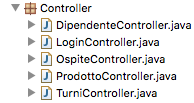 Controller
DipendenteController.java
LoginController.java
OspiteController.java
ProdottoController.java
TurniController.java